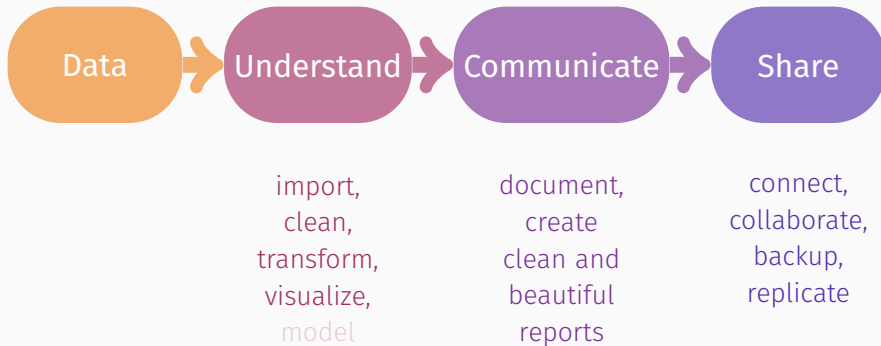 Data
Understand
Communicate
Share
import,
clean,
transform,
visualize,
model
document,
create
clean and
beautiful
reports
connect,
collaborate,
backup,
replicate